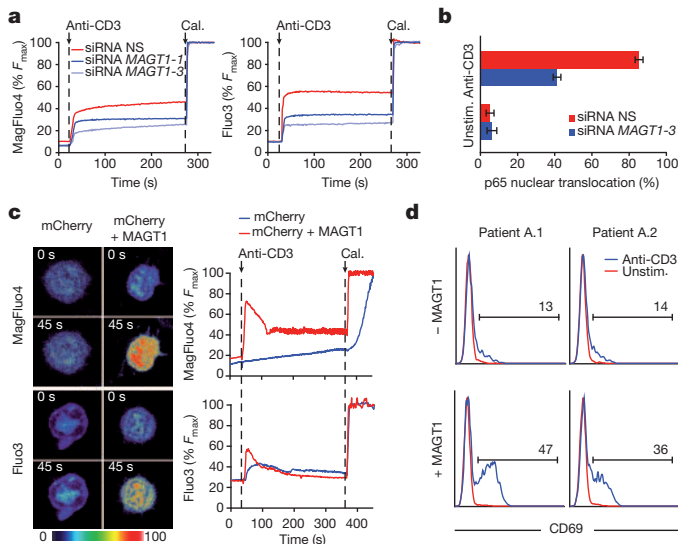 a
Anti-CD3 Cal. Anti-CD3 Cal.
siRNA NS
siRNA MAGT1-1
siRNA MAGT1-3
MagFluo4 (% Fmax)
100
80
60
40
20
0
0 100 200 300
Time (s)
Fluo3 (% Fmax)
100
80
60
40
20
0
0 100 200 300
Time (s)
b
Unstim. Anti-CD3
siRNA NS
siRNA MAGT1-3
0 20 40 60 80 100
p65 nuclear translocation (%)
c
mCherry mCherry + MAGT1
MagFluo4
0 s 0 s
45 s 45 s
Fluo3
0 s 0 s
45 s 45 s
0 100
mCherry
mCherry + MAGT1
Anti-CD3 Cal.
MagFluo4 (% Fmax)
100
80
60
40
20
0
Fluo3 (% Fmax)
100
80
60
40
20
0
0 100 200 300 400
Time (s)
d
Patient A.1 Patient A.2
Anti-CD3
Unstim.
– MAGT1
13 14
+ MAGT1
47 36
CD69